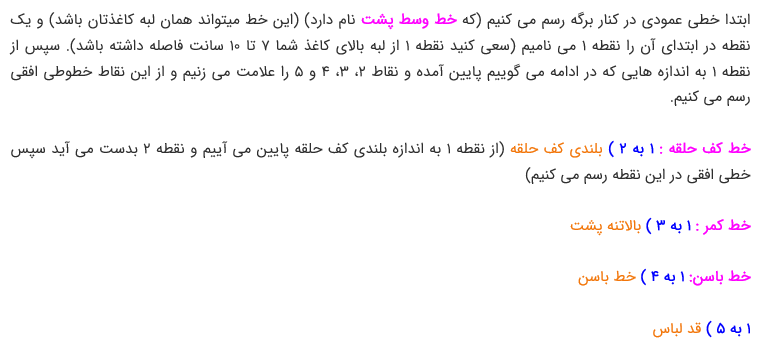 ابتدا خطی عمودی در کنار برگه رسم می کنیم (که خط وسط پشت نام دارد) (این خط میتواند همان لبه کاغذتان باشد) و یک
نقطه در ابتدای آن را نقطه ۱ می نامیم (سعی کنید نقطه ۱ از لبه بالای کاغذ شما ۷ تا ۱۰ سانت فاصله داشته باشد). سپس از
نقطه ۱ به اندازه هایی که در ادامه می گوییم پایین آمده و نقاط ۲، ۳، ۴ و ۵ را علامت می زنیم و از این نقاط خطوطی افقی
رسم می کنیم.
خط کف حلقه : ۱ به ۲ ) بلندی کف حلقه (از نقطه ۱ به اندازه بلندی کف حلقه پایین می آییم و نقطه ۲ بدست می آید سپس
خطی افقی در این نقطه رسم می کنیم)
خط کمر : ۱ به ۳ ) بالاتنه پشت
خط باسن: ۱ به ۴ ) خط باسن
۱ به ۵ ) قد لباس